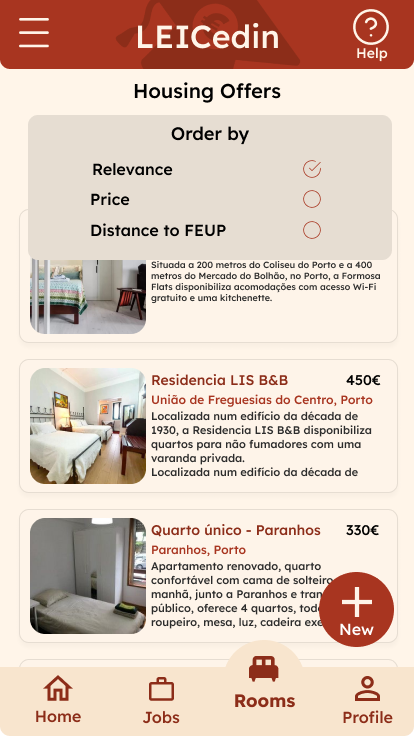 LEICedin
Help
Housing Offers
Order by
Relevance
Price
Distance to FEUP
Situada a 200 metros do Coliseu do Porto e a 400
metros do Mercado do Bolhão, no Porto, a Formosa
Flats disponibiliza acomodações com acesso Wi-Fi
gratuito e uma kitchenette.
Residencia LIS B&B 450€
União de Freguesias do Centro, Porto
Localizada num edifício da década de
1930, a Residencia LIS B&B disponibiliza
quartos para não fumadores com uma
varanda privada.
Localizada num edifício da década de
Quarto único - Paranhos 330€
Paranhos, Porto
Apartamento renovado, quarto
confortável com cama de solteiro
manhã, junto a Paranhos e tran
público, oferece 4 quartos, tod
roupeiro, mesa, luz, cadeira exe
New
Home
Jobs
Rooms
Profile